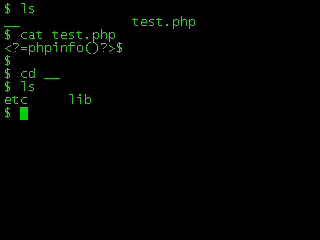 $ ls
__              test.php
$ cat test.php
<?=phpinfo()?>$
$
$ cd __
$ ls
etc     lib
$